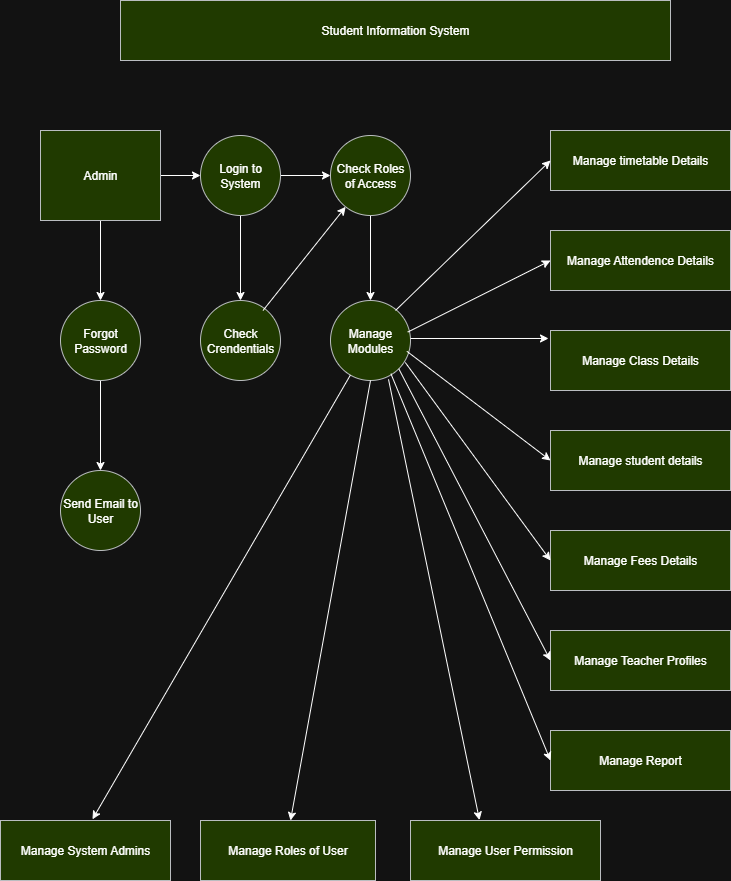 Student Information System
Admin
Login to
System
Check Roles
of Access
Manage timetable Details
Manage Attendence Details
Forgot
Password
Check
Crendentials
Manage
Modules
Manage Class Details
Manage student details
Send Email to
User
Manage Fees Details
Manage Teacher Profiles
Manage Report
Manage System Admins
Manage Roles of User
Manage User Permission